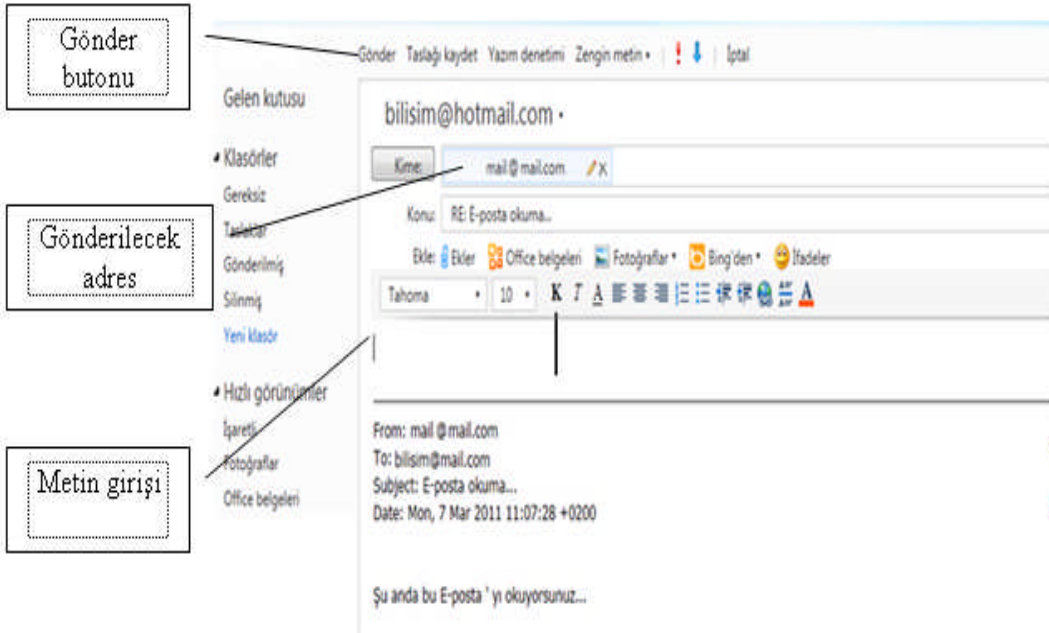 Gönder
butonu
Gönder Taslağı kaydet Yazım denetimi Zengin metin İptal
Gelen kutusu
Klasörler
Gereksiz
Taslaklar
Gönderilmiş
Silinmiş
Yeni klasör
Hızlı görünümler
İşaretli
Fotoğraflar
Office belgeleri
Gönderilecek
adres
Metin girişi
bilisim@hotmail.com
Kime: mail@mail.com X
Konu: RE: E-posta okuma...
Ekle: Ekler Office belgeleri Fotoğraflar Bing'den İfadeler
Tahoma 10 K T A A
From: mail@mail.com
To: bilisim@mail.com
Subject: E-posta okuma...
Date: Mon, 7 Mar 2011 11:07:28 +0200
Şu anda bu E-posta ' yı okuyorsunuz...